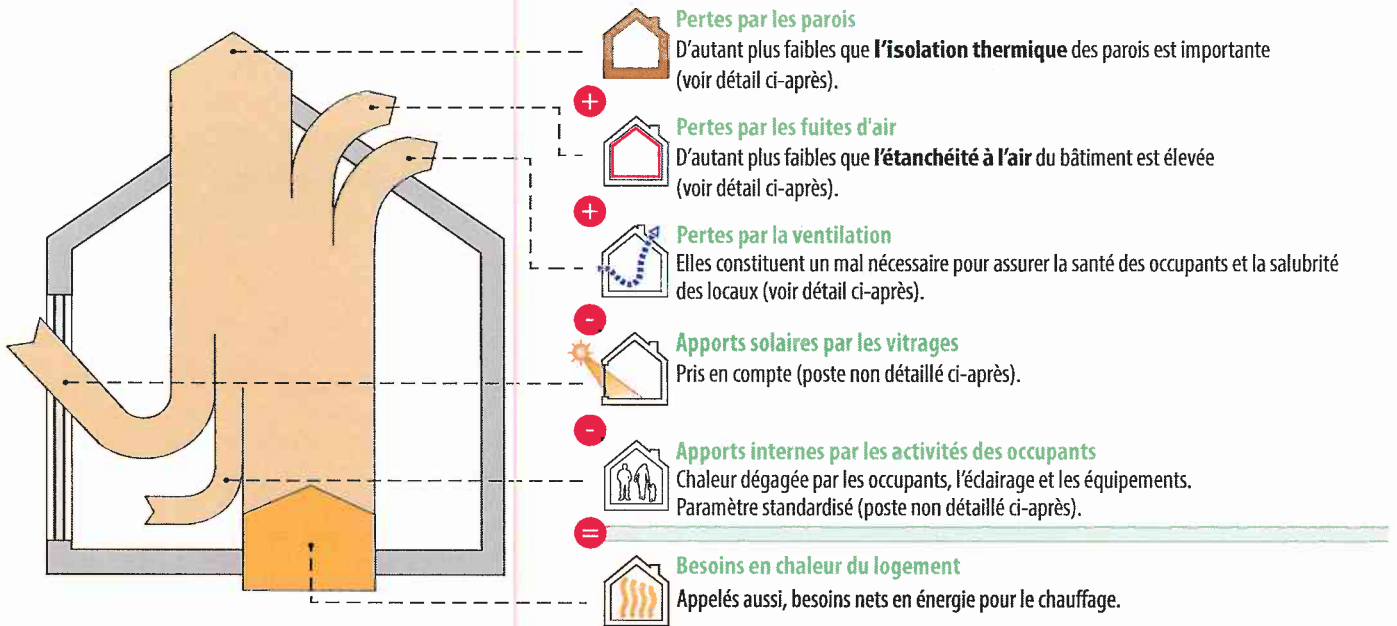 Pertes par les parois
D'autant plus faibles que l'isolation thermique des parois est importante
(voir détail ci-après).
+
Pertes par les fuites d'air
D'autant plus faibles que l'étanchéité à l'air du bâtiment est élevée
(voir détail ci-après).
+
Pertes par la ventilation
Elles constituent un mal nécessaire pour assurer la santé des occupants et la salubrité
des locaux (voir détail ci-après).
-
Apports solaires par les vitrages
Pris en compte (poste non détaillé ci-après).
-
Apports internes par les activités des occupants
Chaleur dégagée par les occupants, l'éclairage et les équipements.
Paramètre standardisé (poste non détaillé ci-après).
=
Besoins en chaleur du logement
Appelés aussi, besoins nets en énergie pour le chauffage.